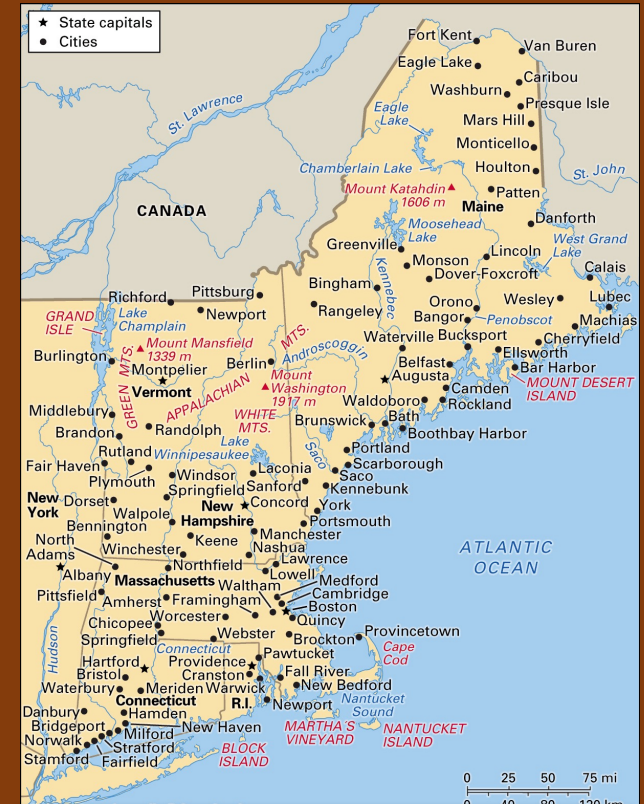 State capitals
Cities
Fort Kent
Van Buren
Eagle Lake
Caribou
Washburn
Presque Isle
St. Lawrence
Eagle
Lake
Mars Hill
Monticello
Chamberlain Lake
Houlton
St. John
Mount Katahdin
1606 m
Patten
Maine
CANADA
Danforth
Moosehead
Lake
West Grand
Lake
Greenville
Lincoln
Monson
Calais
Dover-Foxcroft
Kennebec
Bingham
Pittsburg
Richford
Orono
Wesley
Lubec
Rangeley
Newport
GRAND
ISLE
Lake
Champlain
Bangor
Penobscot
Machias
MTS.
Waterville
Bucksport
Cherryfield
Mount Mansfield
1339 m
Androscoggin
Ellsworth
Burlington
Berlin
Belfast
Bar Harbor
Montpelier
Mount
Washington
1917 m
Augusta
MOUNT DESERT
ISLAND
GREEN MTS.
Vermont
APPALACHIAN
Camden
Waldoboro
Rockland
Middlebury
WHITE
MTS.
Bath
Brunswick
Randolph
Boothbay Harbor
Brandon
Lake
Winnipesaukee
Saco
Rutland
Portland
Fair Haven
Laconia
Scarborough
Plymouth
Windsor
Sanford
Saco
Springfield
Kennebunk
New
York
Dorset
New
Hampshire
Concord
York
Walpole
Portsmouth
Bennington
Keene
Manchester
North
Adams
Winchester
Nashua
ATLANTIC
OCEAN
Lawrence
Northfield
Albany
Massachusetts
Lowell
Medford
Waltham
Cambridge
Pittsfield
Amherst
Framingham
Boston
Worcester
Quincy
Chicopee
Springfield
Webster
Brockton
Provincetown
Hudson
Connecticut
Cape
Cod
Pawtucket
Hartford
Providence
Bristol
Cranston
Fall River
Waterbury
Meriden
Warwick
New Bedford
Connecticut
R.I.
Newport
Nantucket
Sound
Danbury
Hamden
Bridgeport
New Haven
MARTHA'S
VINEYARD
NANTUCKET
ISLAND
Milford
Norwalk
Stratford
BLOCK
ISLAND
Stamford
Fairfield
0 25 50 75 mi
0 40 80 120 km